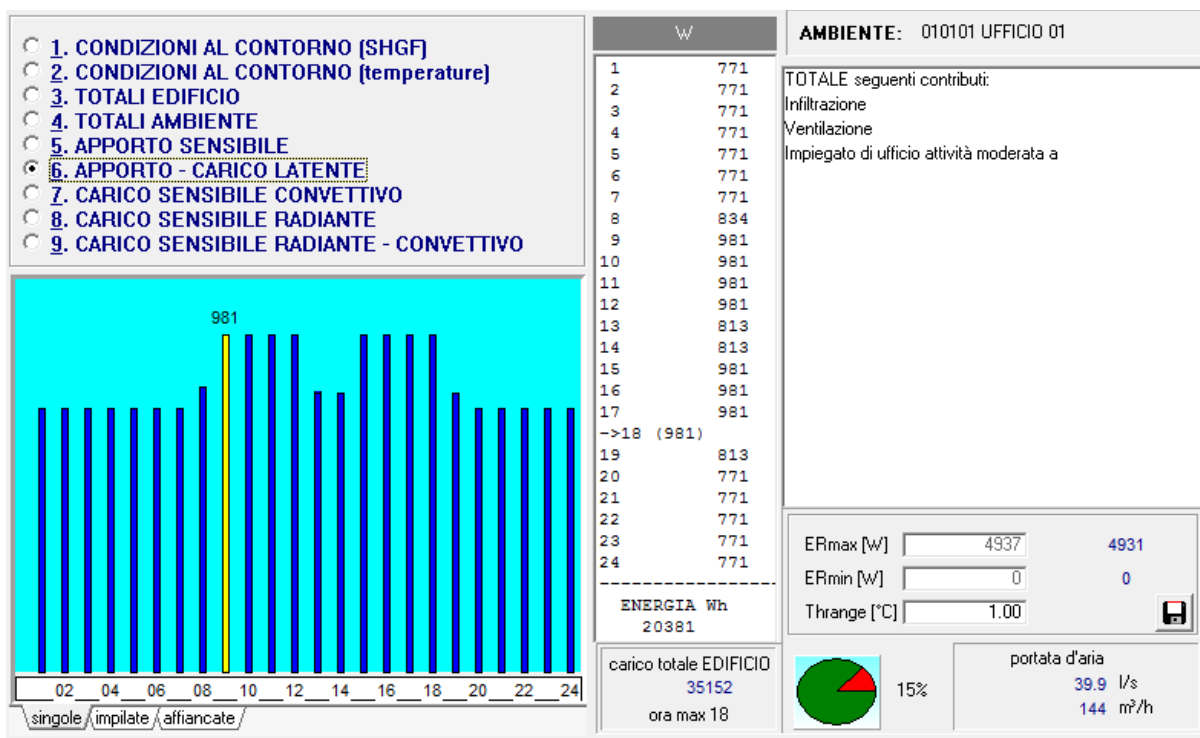 1. CONDIZIONI AL CONTORNO (SHGF)
2. CONDIZIONI AL CONTORNO (temperature)
3. TOTALI EDIFICIO
4. TOTALI AMBIENTE
5. APPORTO SENSIBILE
6. APPORTO - CARICO LATENTE
7. CARICO SENSIBILE CONVETTIVO
8. CARICO SENSIBILE RADIANTE
9. CARICO SENSIBILE RADIANTE - CONVETTIVO
981
02 04 06 08 10 12 14 16 18 20 22 24
singole impilate affiancate
W
1 771
2 771
3 771
4 771
5 771
6 771
7 771
8 834
9 981
10 981
11 981
12 981
13 813
14 813
15 981
16 981
17 981
->18 (981)
19 813
20 771
21 771
22 771
23 771
24 771
----------------
ENERGIA Wh
20381
carico totale EDIFICIO
35152
ora max 18
AMBIENTE: 010101 UFFICIO 01
TOTALE seguenti contributi:
Infiltrazione
Ventilazione
Impiegato di ufficio attività moderata a
ERmax [W] 4937 4931
ERmin [W] 0 0
Thrange [°C] 1.00
15%
portata d'aria
39.9 l/s
144 m³/h